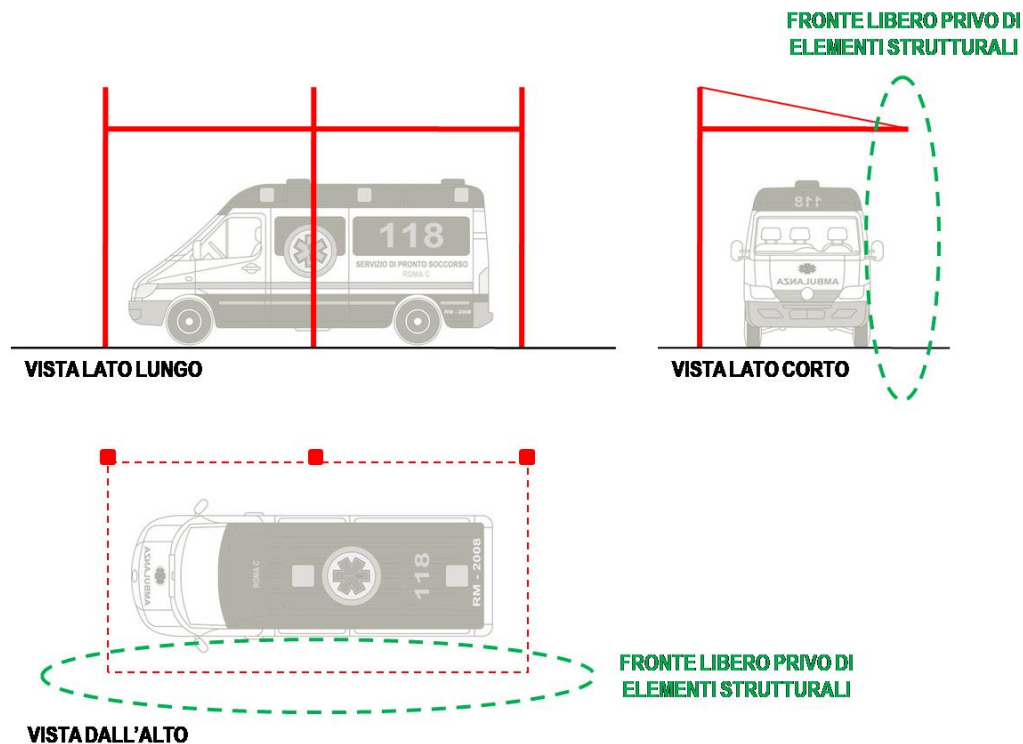 FRONTE LIBERO PRIVO DI
ELEMENTI STRUTTURALI
118
118
SERVIZIO DI PRONTO SOCCORSO
ROMA C
RM - 2008
AMBULANZA
VISTA LATO LUNGO
VISTA LATO CORTO
AMBULANZA
ROMA C
118
RM - 2008
FRONTE LIBERO PRIVO DI
ELEMENTI STRUTTURALI
VISTA DALL'ALTO